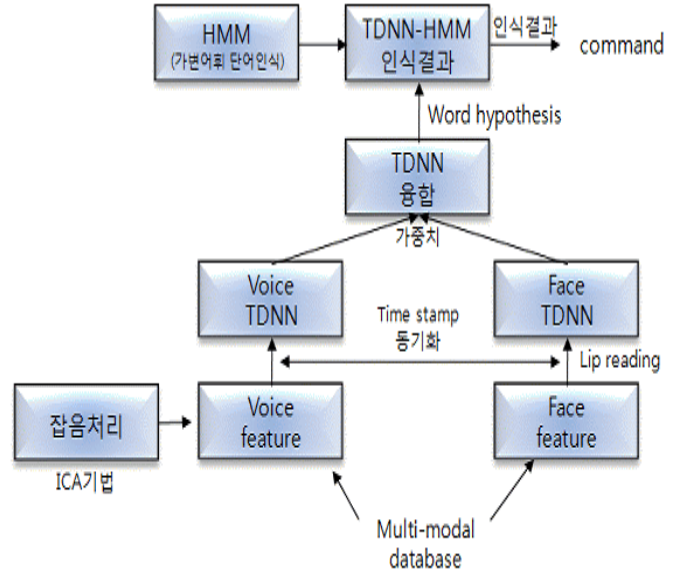 HMM
(가변어휘 단어인식)
TDNN-HMM
인식결과
인식결과
command
Word hypothesis
TDNN
융합
가중치
Voice
TDNN
Time stamp
동기화
Face
TDNN
Lip reading
잡음처리
ICA기법
Voice
feature
Face
feature
Multi-modal
database